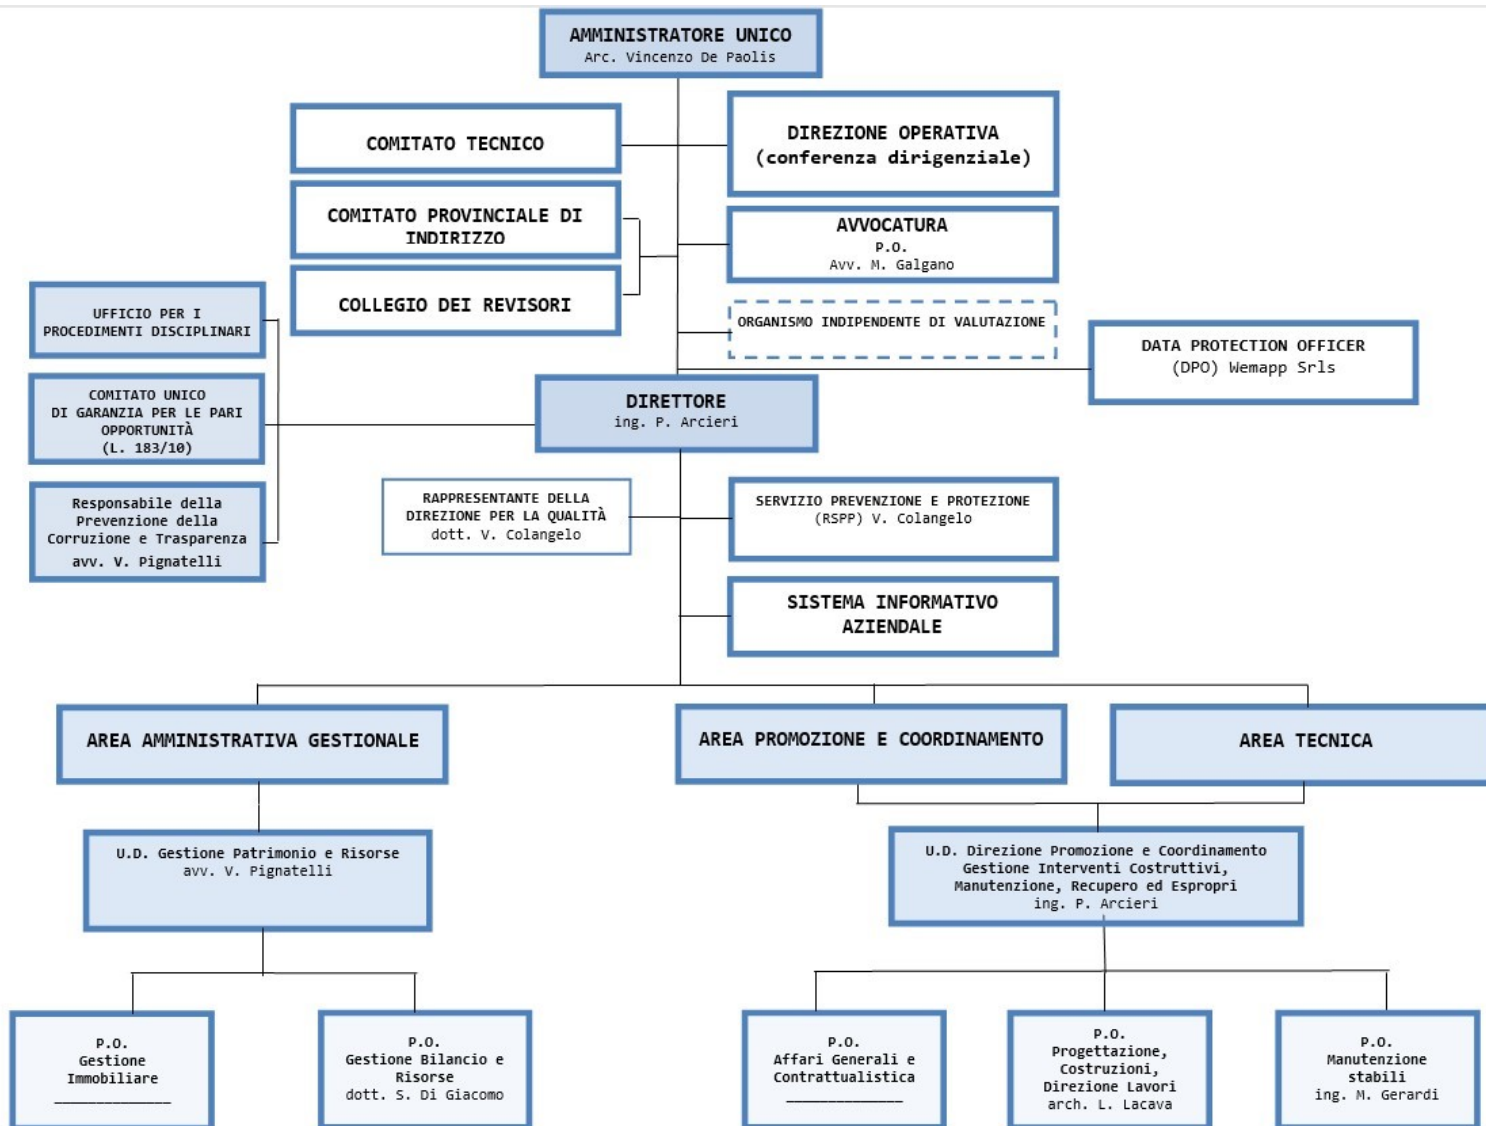 AMMINISTRATORE UNICO
Arc. Vincenzo De Paolis
COMITATO TECNICO
DIREZIONE OPERATIVA
(conferenza dirigenziale)
COMITATO PROVINCIALE DI
INDIRIZZO
AVVOCATURA
P.O.
Avv. M. Galgano
COLLEGIO DEI REVISORI
UFFICIO PER I
PROCEDIMENTI DISCIPLINARI
ORGANISMO INDIPENDENTE DI VALUTAZIONE
DATA PROTECTION OFFICER
(DPO) Wemapp Srls
COMITATO UNICO
DI GARANZIA PER LE PARI
OPPORTUNITÀ
(L. 183/10)
DIRETTORE
ing. P. Arcieri
Responsabile della
Prevenzione della
Corruzione e Trasparenza
avv. V. Pignatelli
RAPPRESENTANTE DELLA
DIREZIONE PER LA QUALITÀ
dott. V. Colangelo
SERVIZIO PREVENZIONE E PROTEZIONE
(RSPP) V. Colangelo
SISTEMA INFORMATIVO
AZIENDALE
AREA AMMINISTRATIVA GESTIONALE
AREA PROMOZIONE E COORDINAMENTO
AREA TECNICA
U.D. Gestione Patrimonio e Risorse
avv. V. Pignatelli
U.D. Direzione Promozione e Coordinamento
Gestione Interventi Costruttivi,
Manutenzione, Recupero ed Espropri
ing. P. Arcieri
P.O.
Gestione
Immobiliare
______________
P.O.
Gestione Bilancio e
Risorse
dott. S. Di Giacomo
P.O.
Affari Generali e
Contrattualistica
______________
P.O.
Progettazione,
Costruzioni,
Direzione Lavori
arch. L. Lacava
P.O.
Manutenzione
stabili
ing. M. Gerardi